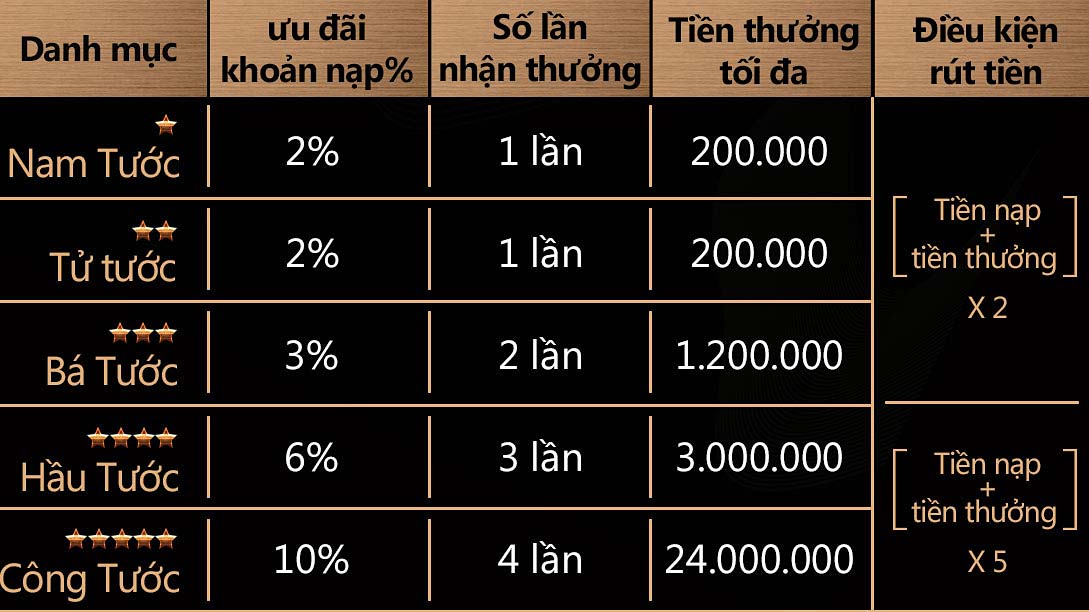 Danh mục
ưu đãi
khoản nạp%
Số lần
nhận thưởng
Tiền thưởng
tối đa
Điều kiện
rút tiền
Nam Tước
2%
1 lần
200.000
Tử tước
2%
1 lần
200.000
[Tiền nạp
+
tiền thưởng]
X 2
Bá Tước
3%
2 lần
1.200.000
Hầu Tước
6%
3 lần
3.000.000
[Tiền nạp
+
tiền thưởng]
X 5
Công Tước
10%
4 lần
24.000.000